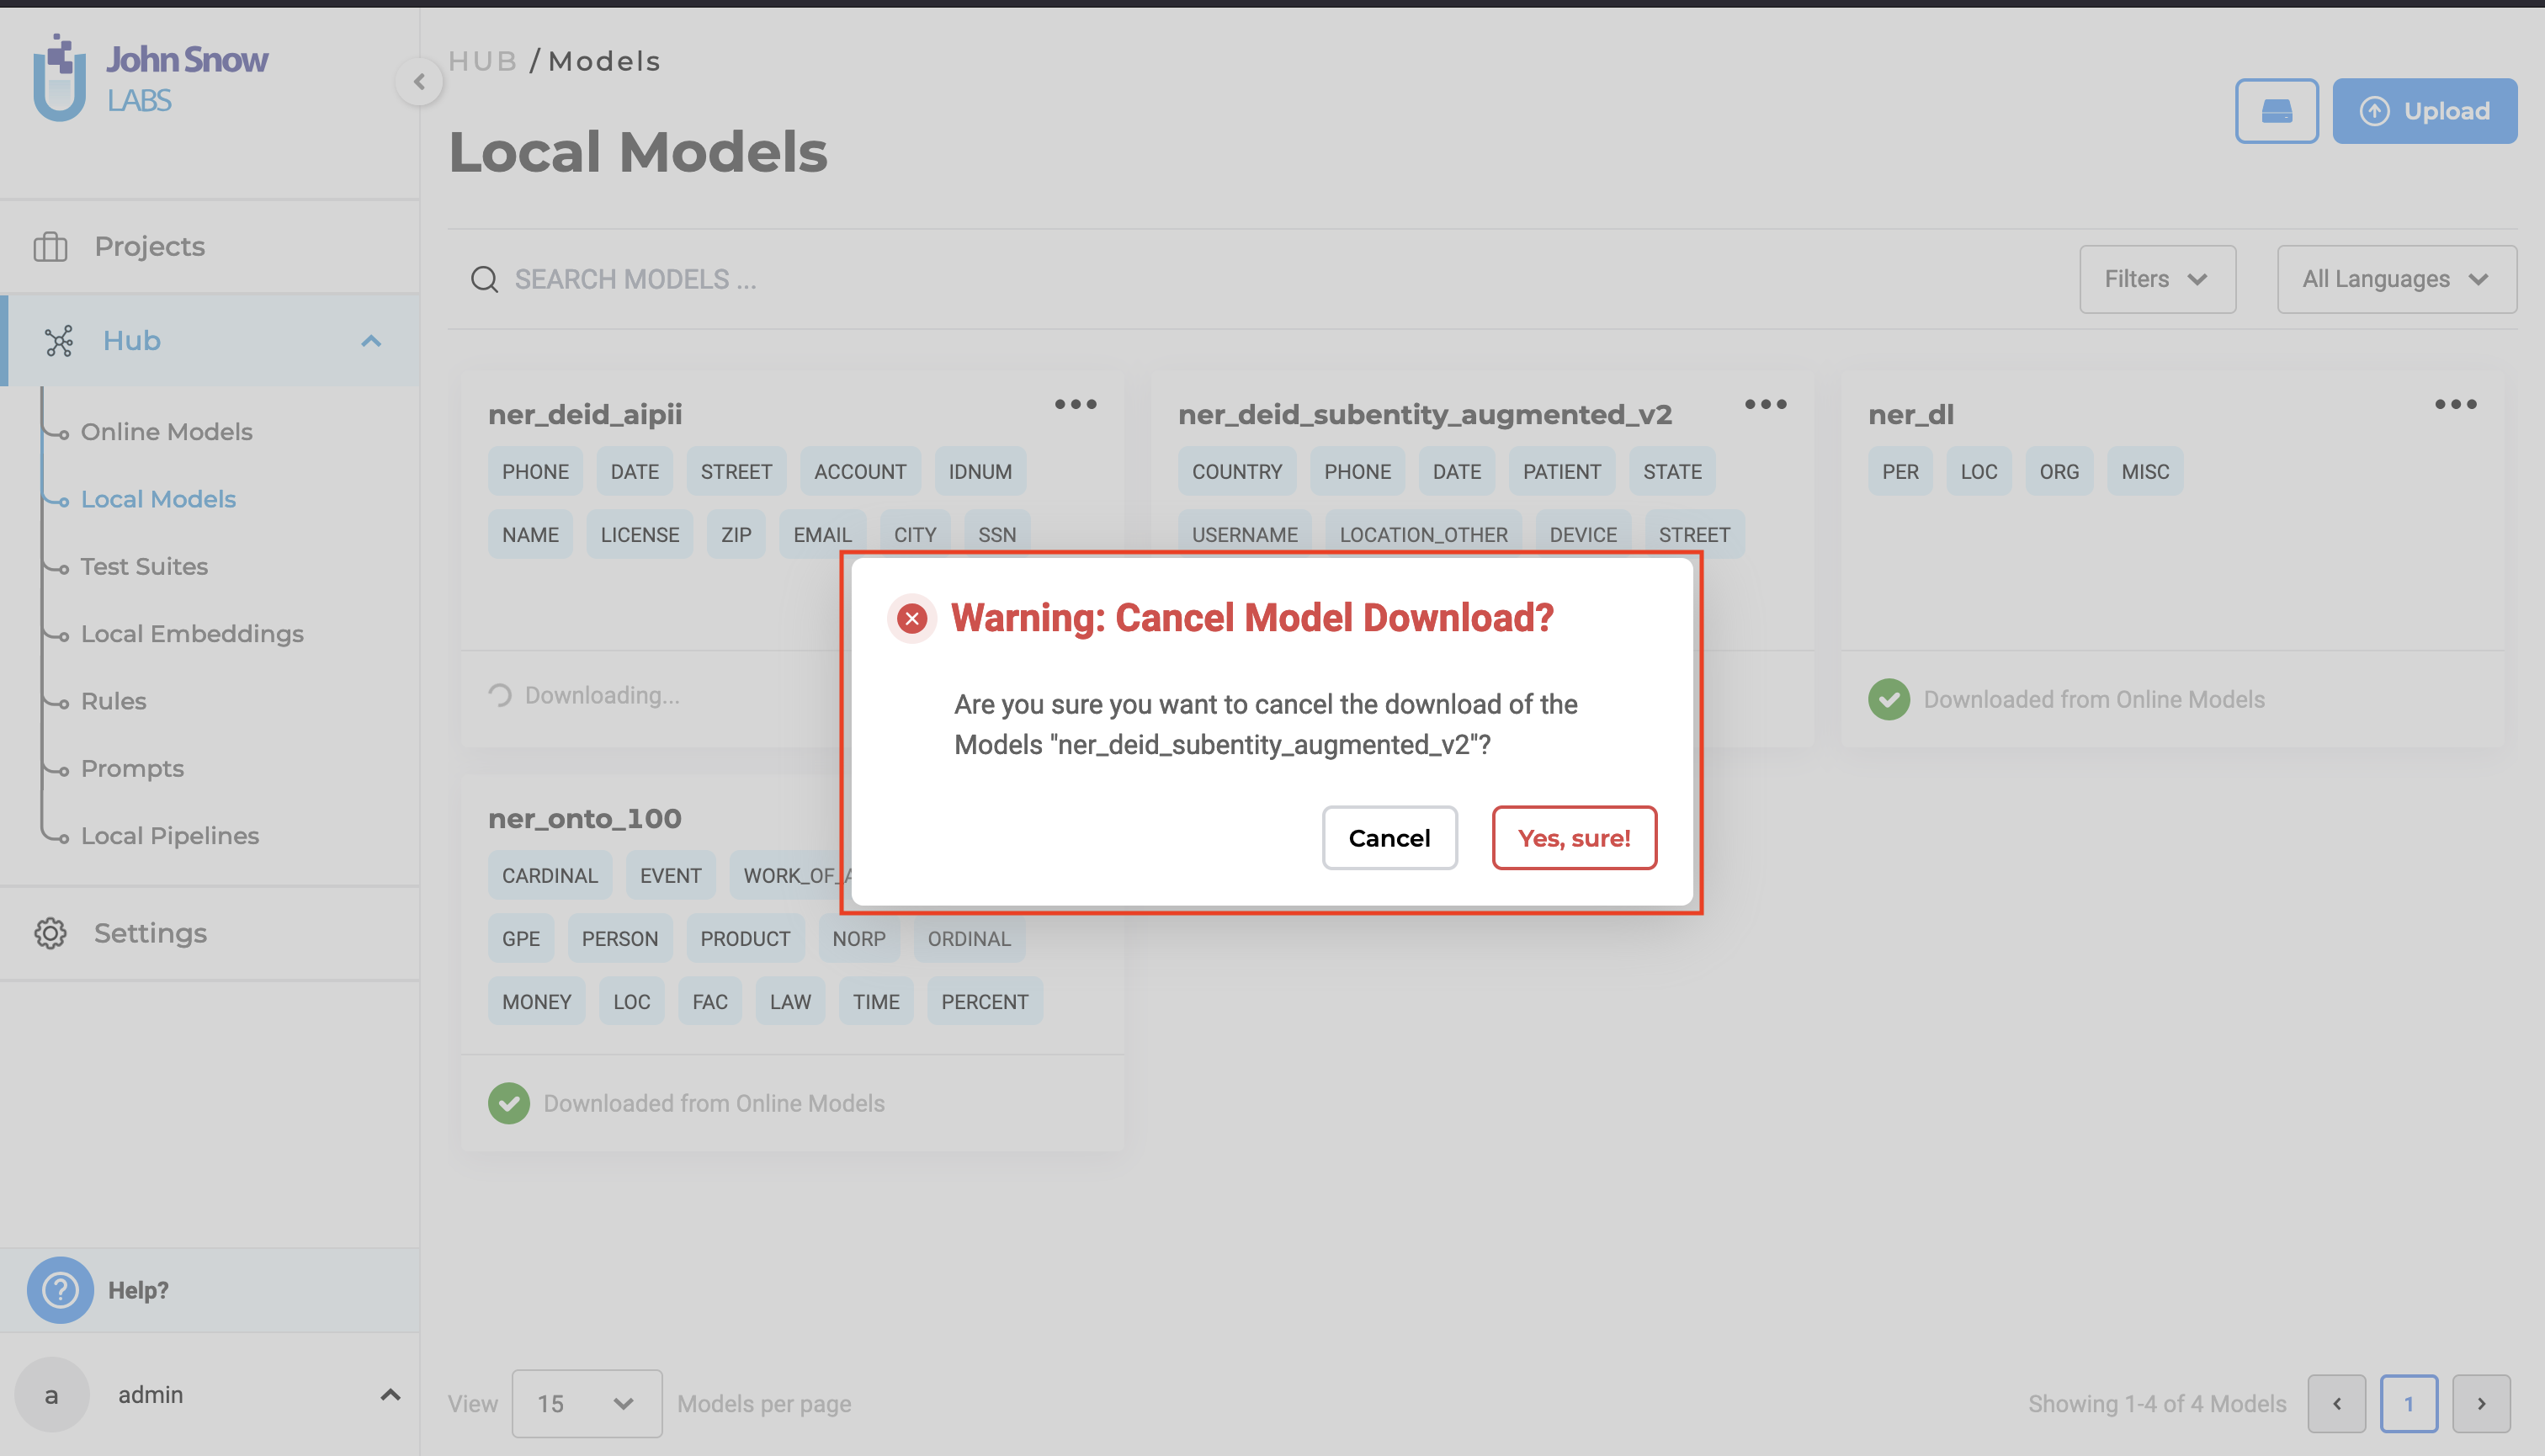 John Snow
LABS
HUB / Models
Local Models
Upload
Projects
SEARCH MODELS ...
Filters
All Languages
Hub
Online Models
Local Models
Test Suites
Local Embeddings
Rules
Prompts
Local Pipelines
Settings
Help?
a
admin
ner_deid_aipii
PHONE DATE STREET ACCOUNT IDNUM
NAME LICENSE ZIP EMAIL CITY SSN
Downloading...
ner_deid_subentity_augmented_v2
COUNTRY PHONE DATE PATIENT STATE
USERNAME LOCATION_OTHER DEVICE STREET
ner_dl
PER LOC ORG MISC
Downloaded from Online Models
Warning: Cancel Model Download?
Are you sure you want to cancel the download of the
Models "ner_deid_subentity_augmented_v2"?
Cancel
Yes, sure!
ner_onto_100
CARDINAL EVENT WORK_OF_A
GPE PERSON PRODUCT NORP ORDINAL
MONEY LOC FAC LAW TIME PERCENT
Downloaded from Online Models
View 15 Models per page
Showing 1-4 of 4 Models
1